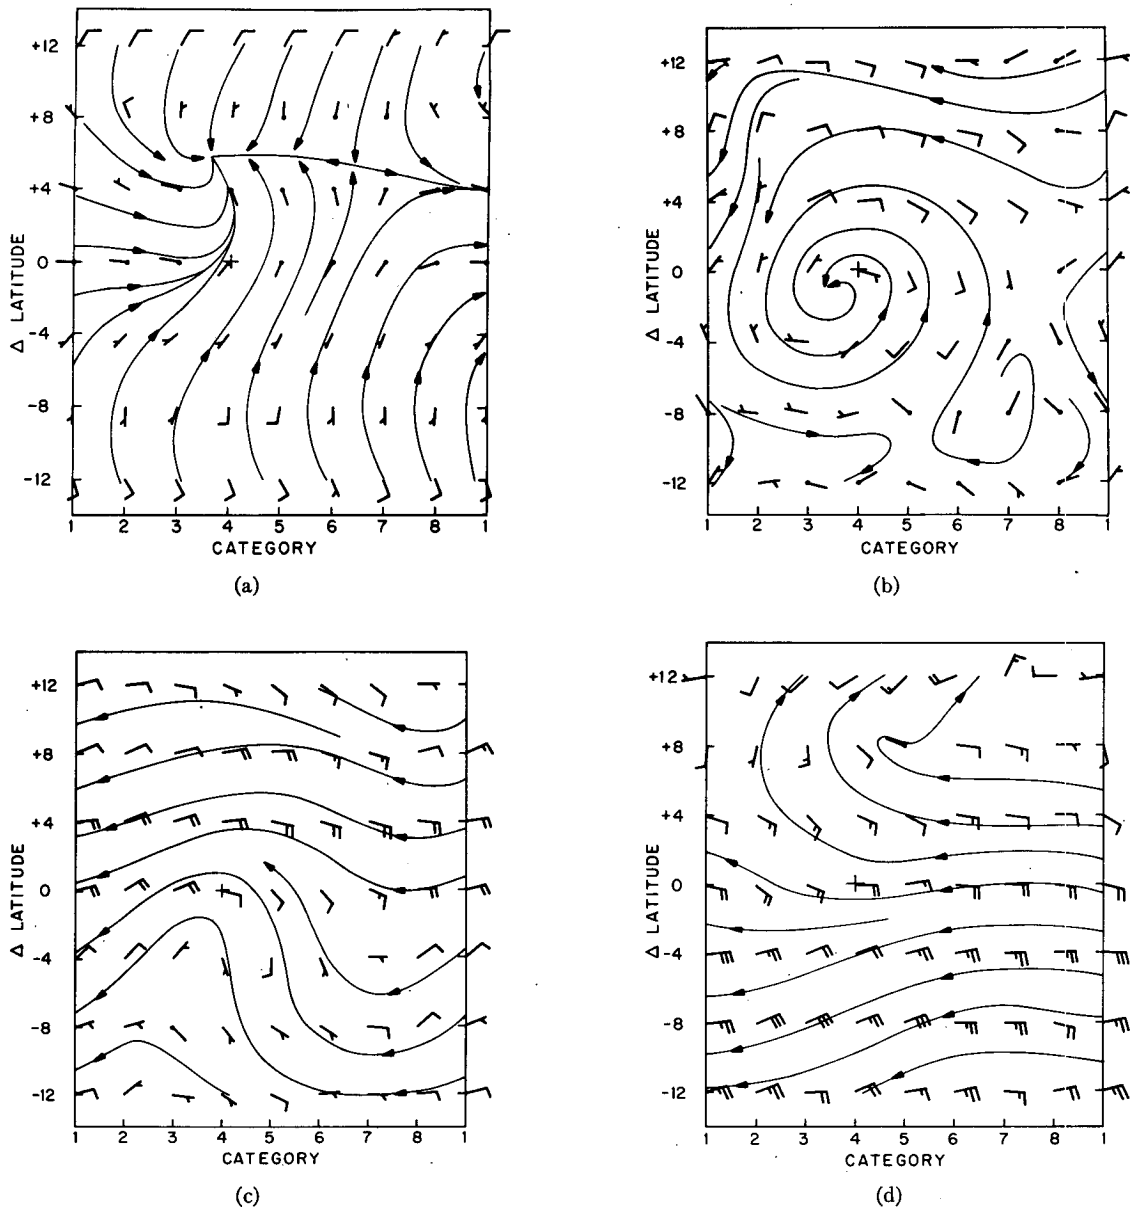 +12
+8
+4
0
-4
-8
-12
Δ LATITUDE
1 2 3 4 5 6 7 8 1
CATEGORY
(a)
+12
+8
+4
0
-4
-8
-12
Δ LATITUDE
1 2 3 4 5 6 7 8 1
CATEGORY
(b)
+12
+8
+4
0
-4
-8
-12
Δ LATITUDE
1 2 3 4 5 6 7 8 1
CATEGORY
(c)
+12
+8
+4
0
-4
-8
-12
Δ LATITUDE
1 2 3 4 5 6 7 8 1
CATEGORY
(d)